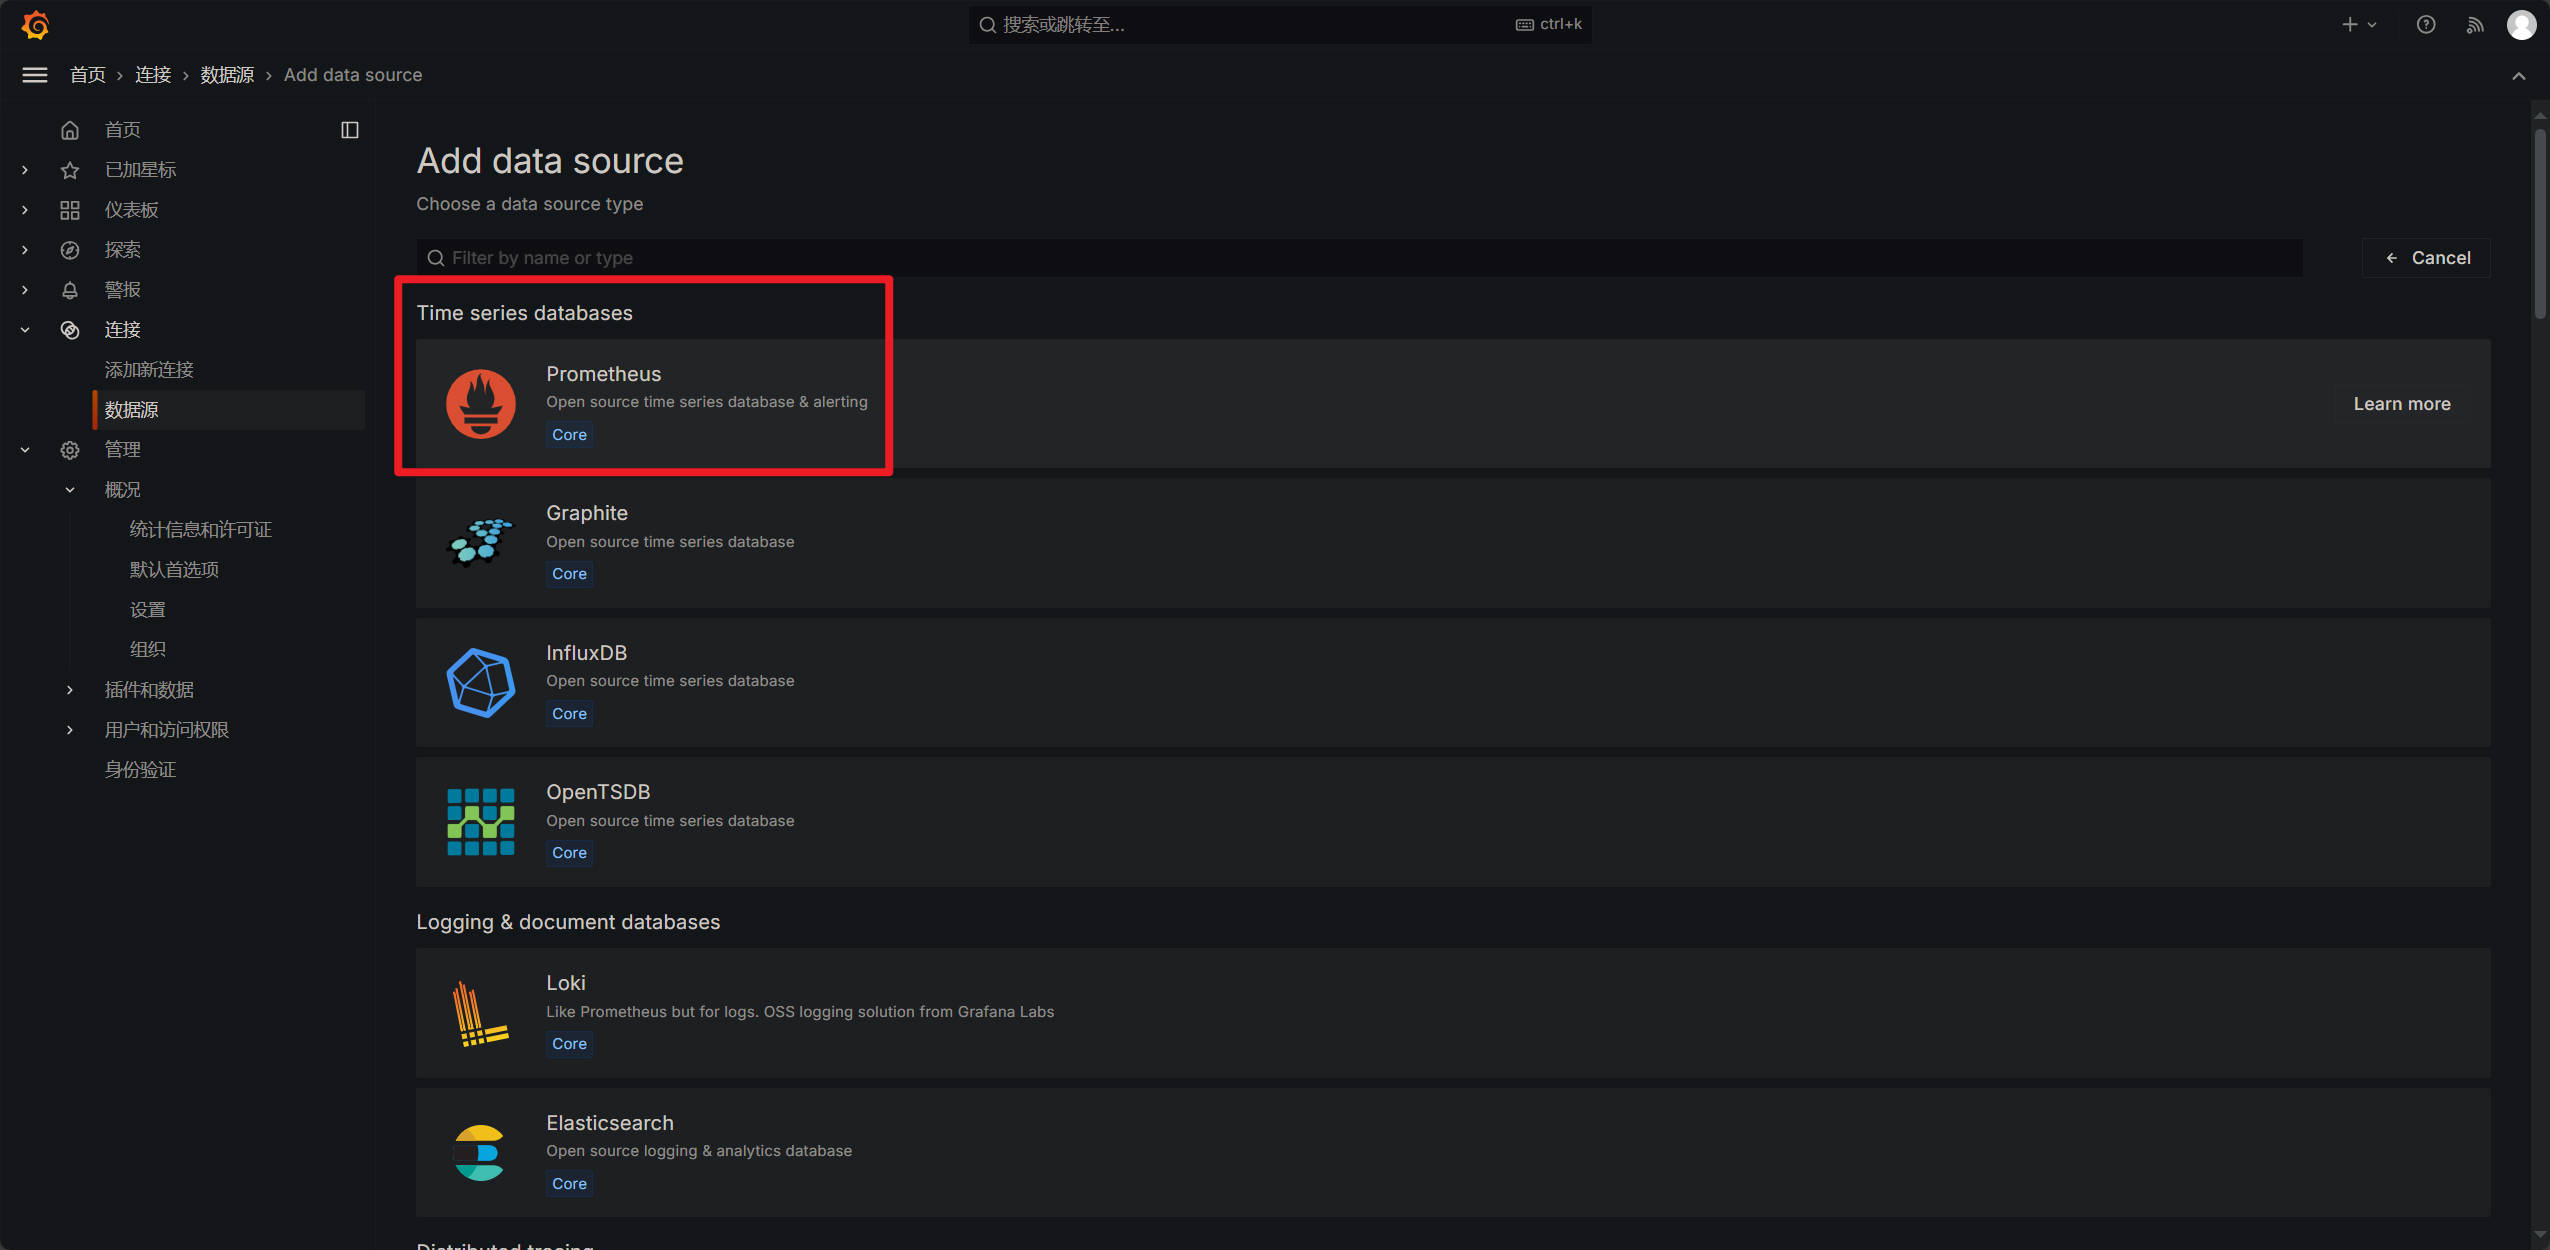 搜索或跳转至...
ctrl+k
首页 › 连接 › 数据源 › Add data source
首页
已加星标
仪表板
探索
警报
连接
添加新连接
数据源
管理
概况
统计信息和许可证
默认首选项
设置
组织
插件和数据
用户和访问权限
身份验证
Add data source
Choose a data source type
Filter by name or type
Cancel
Time series databases
Prometheus
Open source time series database & alerting
Core
Learn more
Graphite
Open source time series database
Core
InfluxDB
Open source time series database
Core
OpenTSDB
Open source time series database
Core
Logging & document databases
Loki
Like Prometheus but for logs. OSS logging solution from Grafana Labs
Core
Elasticsearch
Open source logging & analytics database
Core
Distributed tracing